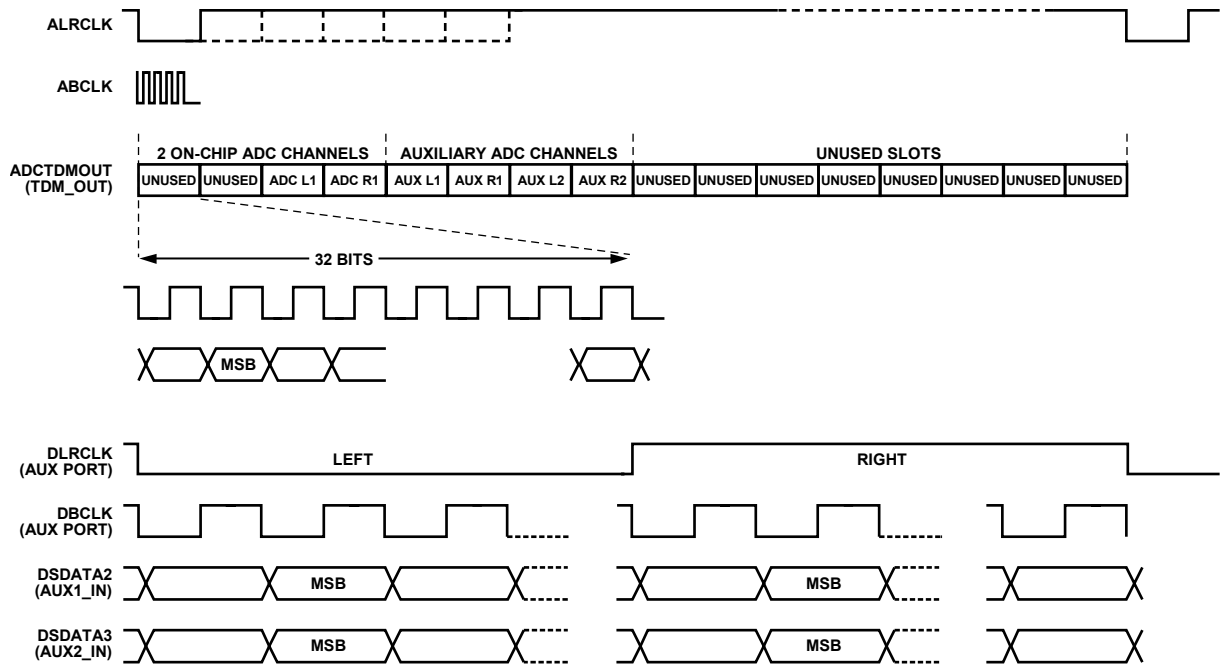 ALRCLK
ABCLK
2 ON-CHIP ADC CHANNELS AUXILIARY ADC CHANNELS UNUSED SLOTS
ADCTDMOUT
(TDM_OUT)
UNUSED UNUSED ADC L1 ADC R1 AUX L1 AUX R1 AUX L2 AUX R2 UNUSED UNUSED UNUSED UNUSED UNUSED UNUSED UNUSED UNUSED
32 BITS
MSB
DLRCLK
(AUX PORT)
LEFT RIGHT
DBCLK
(AUX PORT)
DSDATA2
(AUX1_IN)
MSB MSB
DSDATA3
(AUX2_IN)
MSB MSB